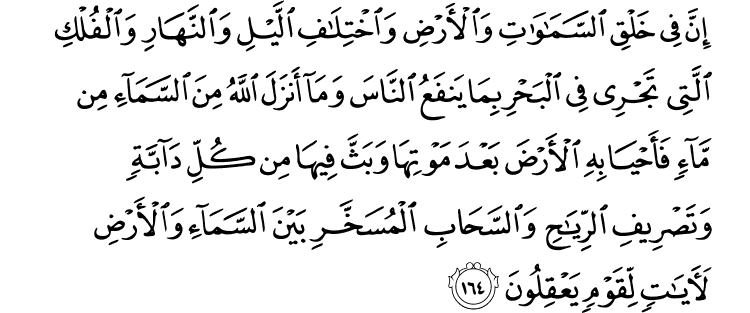 إِنَّ فِى خَلْقِ ٱلسَّمَـٰوَٰتِ وَٱلْأَرْضِ وَٱخْتِلَـٰفِ ٱلَّيْلِ وَٱلنَّهَارِ وَٱلْفُلْكِ
ٱلَّتِى تَجْرِى فِى ٱلْبَحْرِ بِمَا يَنفَعُ ٱلنَّاسَ وَمَآ أَنزَلَ ٱللَّهُ مِنَ ٱلسَّمَآءِ مِن
مَّآءٍ فَأَحْيَا بِهِ ٱلْأَرْضَ بَعْدَ مَوْتِهَا وَبَثَّ فِيهَا مِن كُلِّ دَآبَّةٍ
وَتَصْرِيفِ ٱلرِّيَـٰحِ وَٱلسَّحَابِ ٱلْمُسَخَّرِ بَيْنَ ٱلسَّمَآءِ وَٱلْأَرْضِ
لَـَٔايَـٰتٍ لِّقَوْمٍ يَعْقِلُونَ ١٦٤